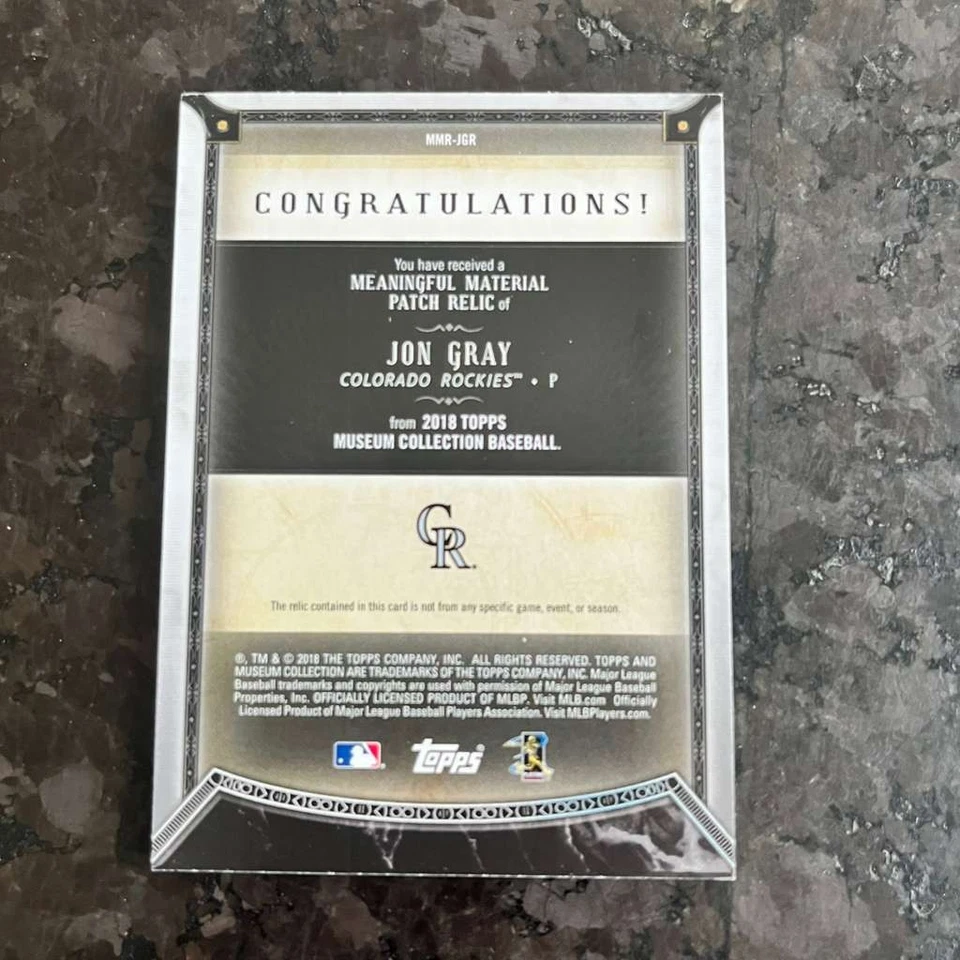 MMR-JGR
CONGRATULATIONS!
You have received a
MEANINGFUL MATERIAL
PATCH RELIC of
JON GRAY
COLORADO ROCKIES™ • P
from 2018 TOPPS
MUSEUM COLLECTION BASEBALL.
CR
The relic contained in this card is not from any specific game, event, or season.
®, TM & © 2018 THE TOPPS COMPANY, INC. ALL RIGHTS RESERVED. TOPPS AND
MUSEUM COLLECTION ARE TRADEMARKS OF THE TOPPS COMPANY, INC. Major League
Baseball trademarks and copyrights are used with permission of Major League Baseball
Properties, Inc. OFFICIALLY LICENSED PRODUCT OF MLBP. Visit MLB.com Officially
Licensed Product of Major League Baseball Players Association. Visit MLBPlayers.com.
topps